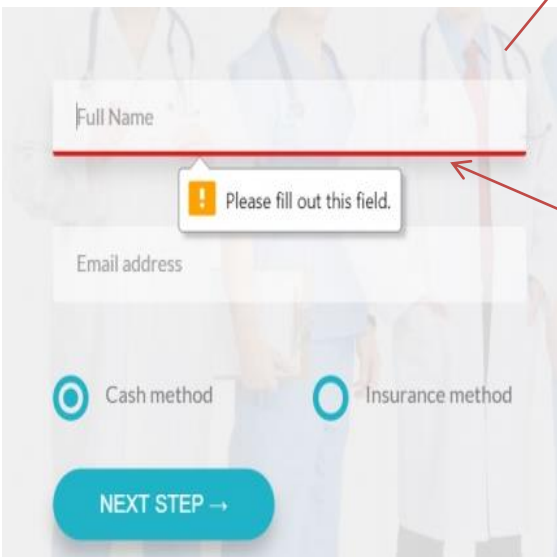 Full Name
! Please fill out this field.
Email address
Cash method
Insurance method
NEXT STEP →